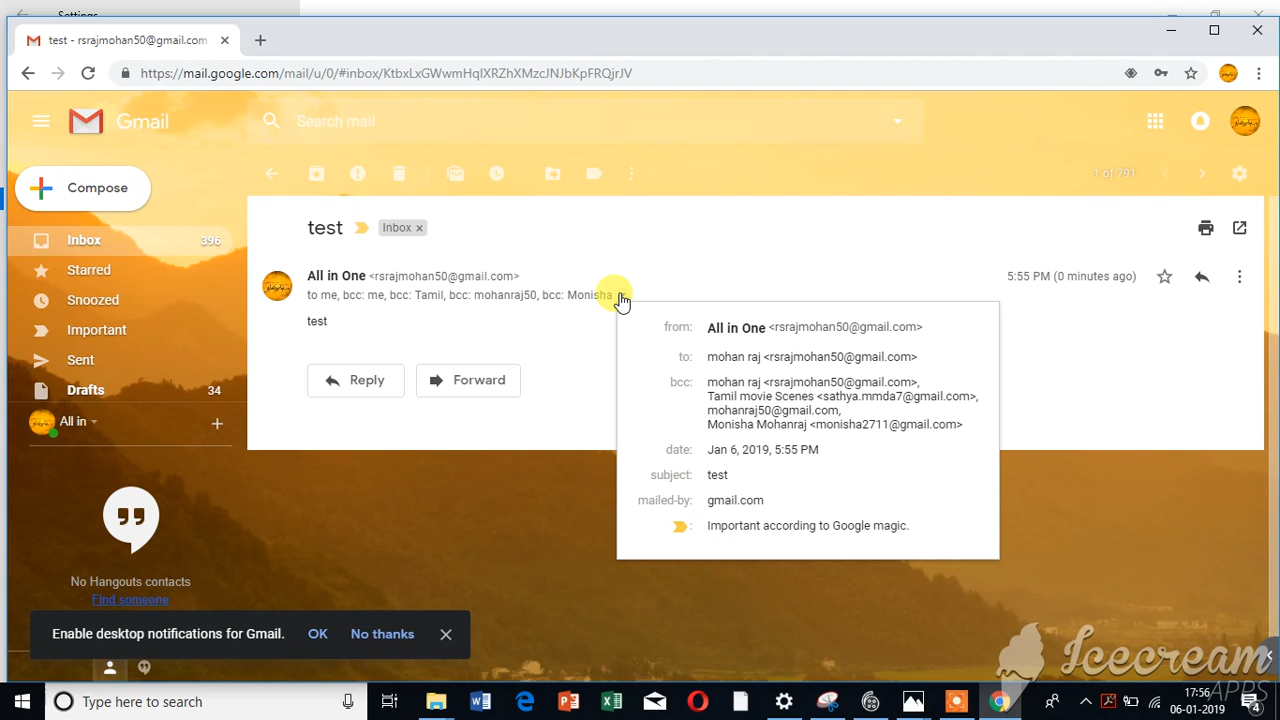 Settings
test - rsrajmohan50@gmail.com
https://mail.google.com/mail/u/0/#inbox/KtbxLxGWwmHqlXRZhXMzcJNJbKpFRQjrJV
Gmail
Search mail
Compose
1 of 791
Inbox 396
Starred
Snoozed
Important
Sent
Drafts 34
All in
No Hangouts contacts
Find someone
test Inbox x
All in One <rsrajmohan50@gmail.com> 5:55 PM (0 minutes ago)
to me, bcc: me, bcc: Tamil, bcc: mohanraj50, bcc: Monisha
test
Reply Forward
from: All in One <rsrajmohan50@gmail.com>
to: mohan raj <rsrajmohan50@gmail.com>
bcc: mohan raj <rsrajmohan50@gmail.com>,
Tamil movie Scenes <sathya.mmda7@gmail.com>,
mohanraj50@gmail.com,
Monisha Mohanraj <monisha2711@gmail.com>
date: Jan 6, 2019, 5:55 PM
subject: test
mailed-by: gmail.com
: Important according to Google magic.
Enable desktop notifications for Gmail. OK No thanks
Icecream
APPS
Type here to search
17:56
06-01-2019
4